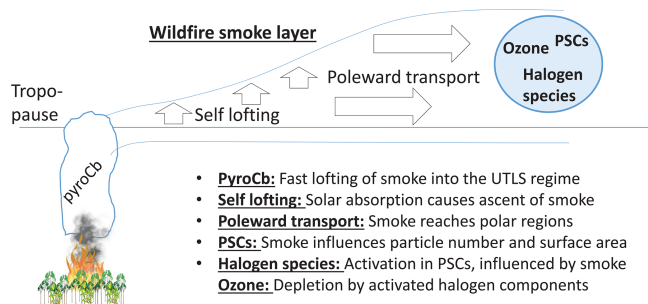 Wildfire smoke layer
Ozone PSCs
Halogen
species
Poleward transport
Tropo-
pause
Self lofting
pyroCb
• PyroCb: Fast lofting of smoke into the UTLS regime
• Self lofting: Solar absorption causes ascent of smoke
• Poleward transport: Smoke reaches polar regions
• PSCs: Smoke influences particle number and surface area
• Halogen species: Activation in PSCs, influenced by smoke
Ozone: Depletion by activated halogen components